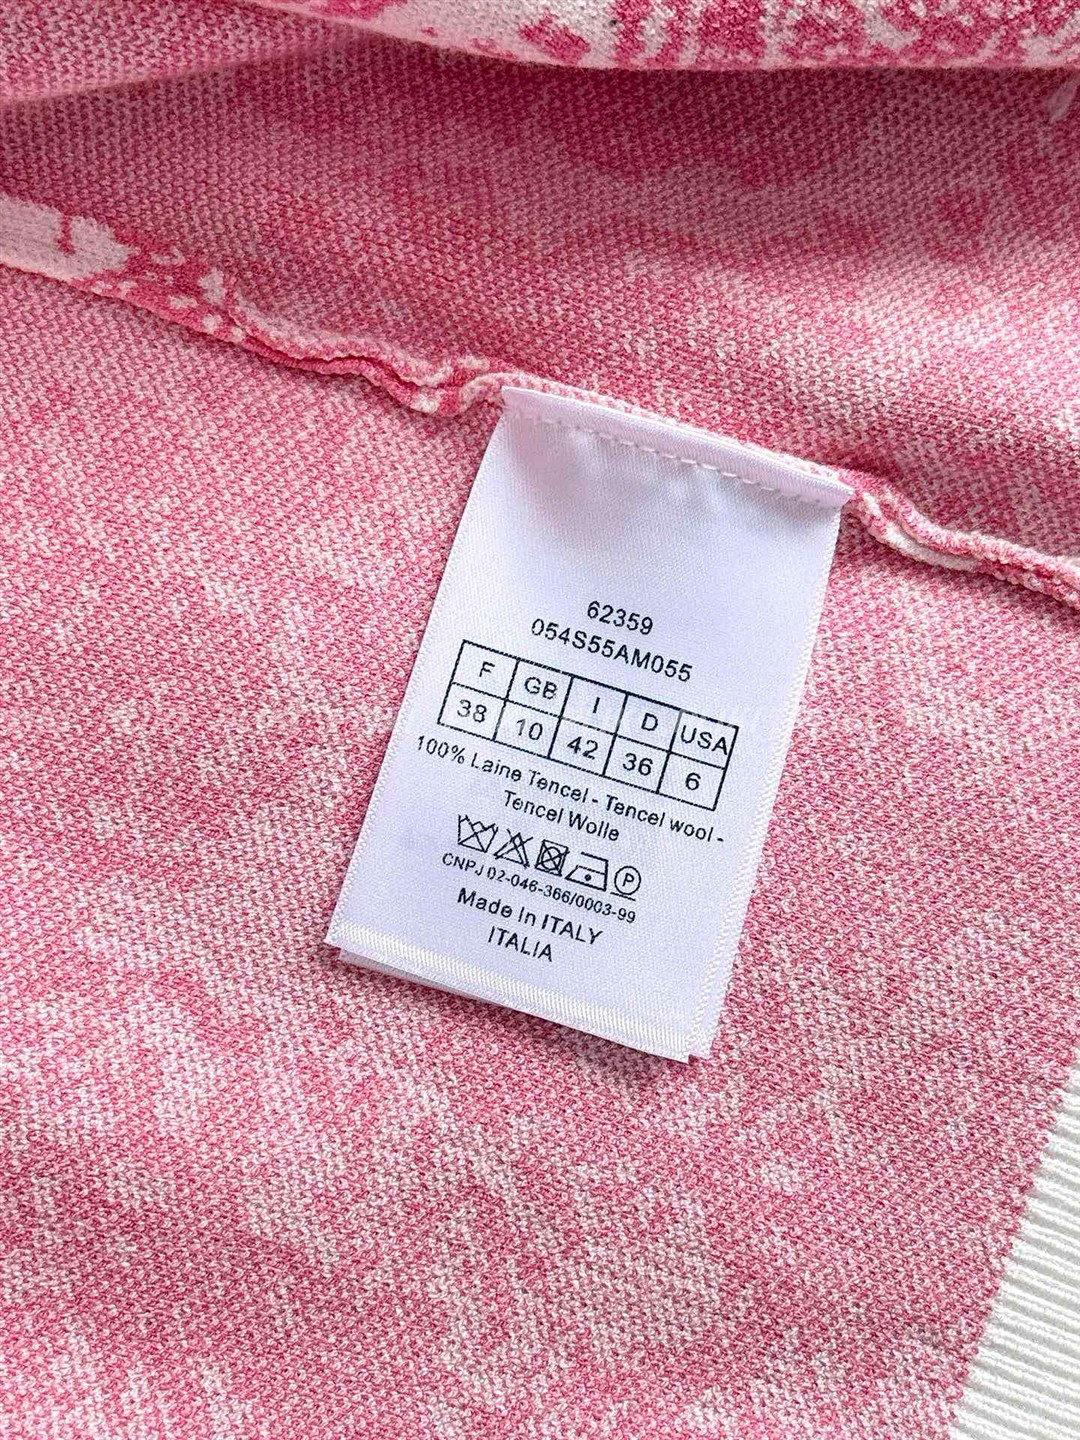 62359
054S55AM055
F GB I D USA
38 10 42 36 6
100% Laine Tencel - Tencel wool -
Tencel Wolle
P
CNPJ 02-046-366/0003-99
Made in ITALY
ITALIA